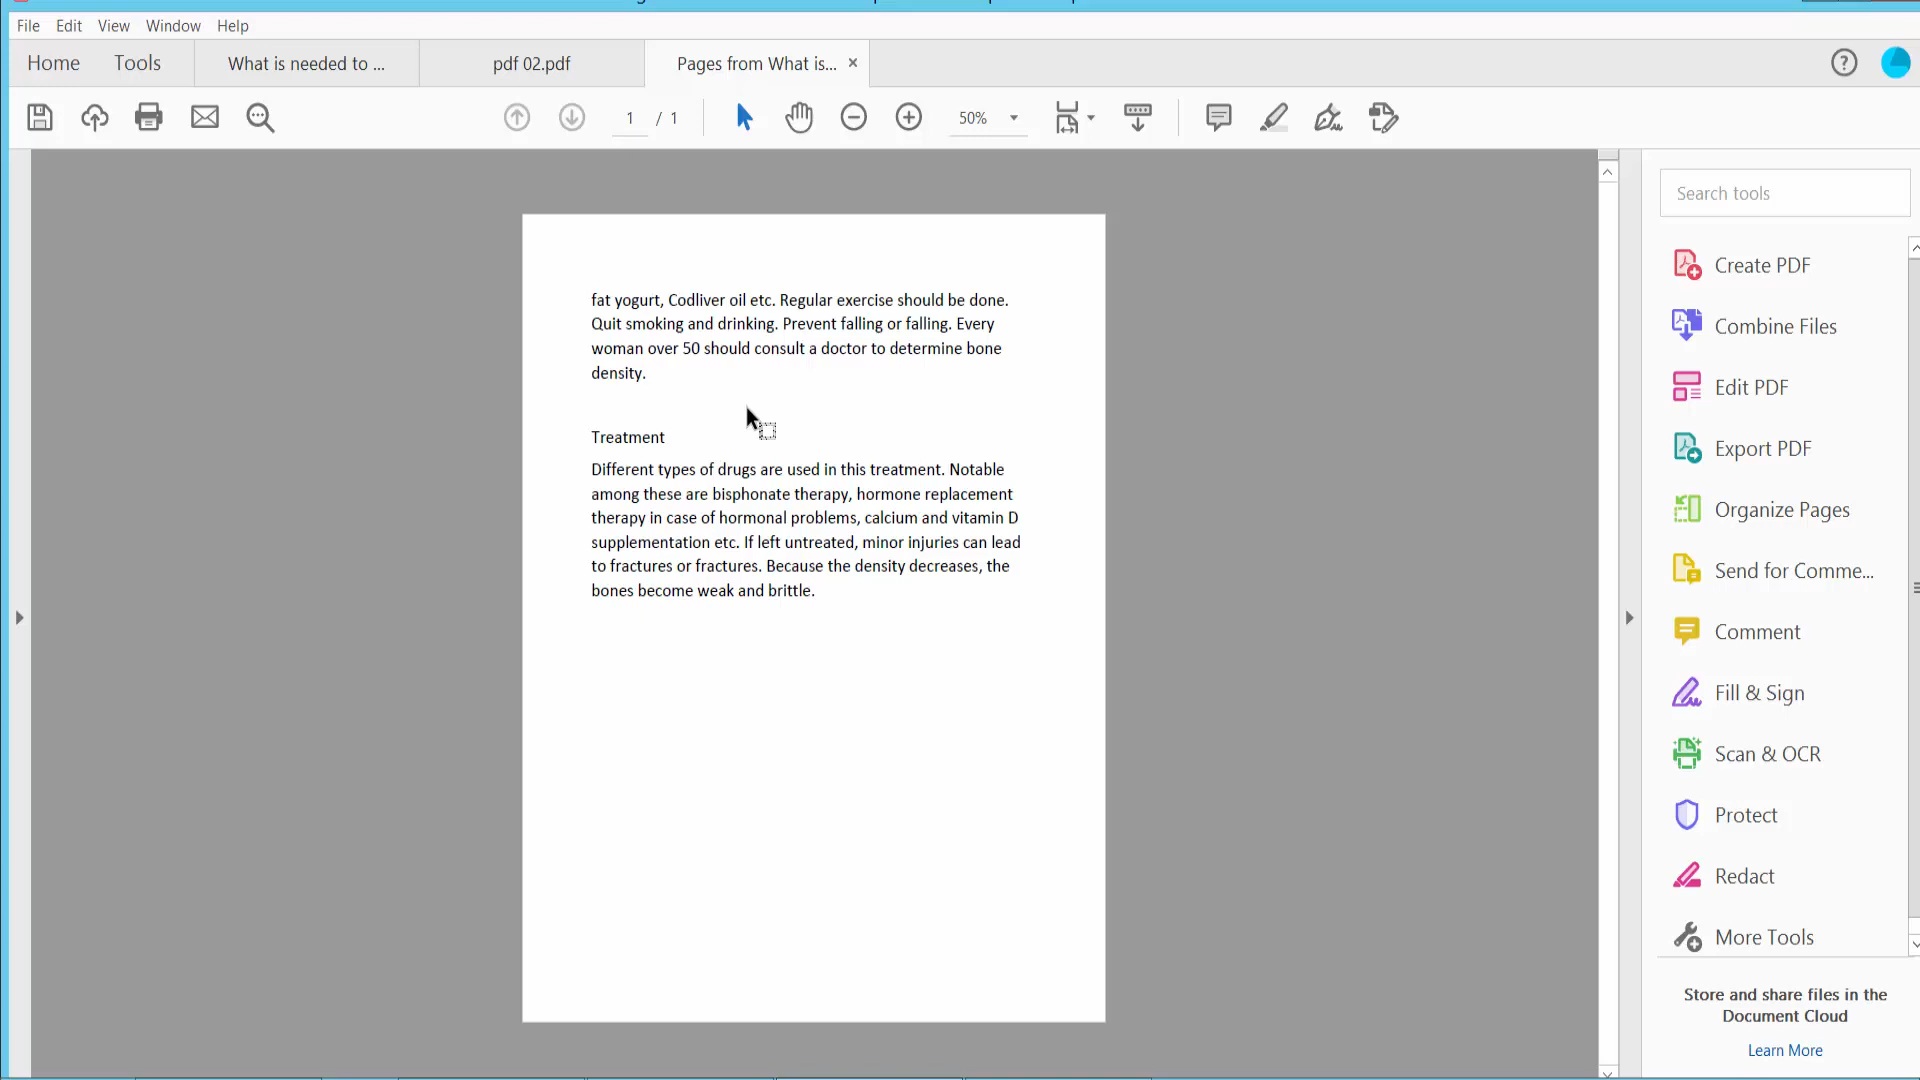 File Edit View Window Help
Home Tools What is needed to ... pdf 02.pdf Pages from What is... ×
1 / 1 50%
Search tools
Create PDF
Combine Files
Edit PDF
Export PDF
Organize Pages
Send for Comme...
Comment
Fill & Sign
Scan & OCR
Protect
Redact
More Tools
Store and share files in the
Document Cloud
Learn More
fat yogurt, Codliver oil etc. Regular exercise should be done.
Quit smoking and drinking. Prevent falling or falling. Every
woman over 50 should consult a doctor to determine bone
density.
Treatment
Different types of drugs are used in this treatment. Notable
among these are bisphonate therapy, hormone replacement
therapy in case of hormonal problems, calcium and vitamin D
supplementation etc. If left untreated, minor injuries can lead
to fractures or fractures. Because the density decreases, the
bones become weak and brittle.